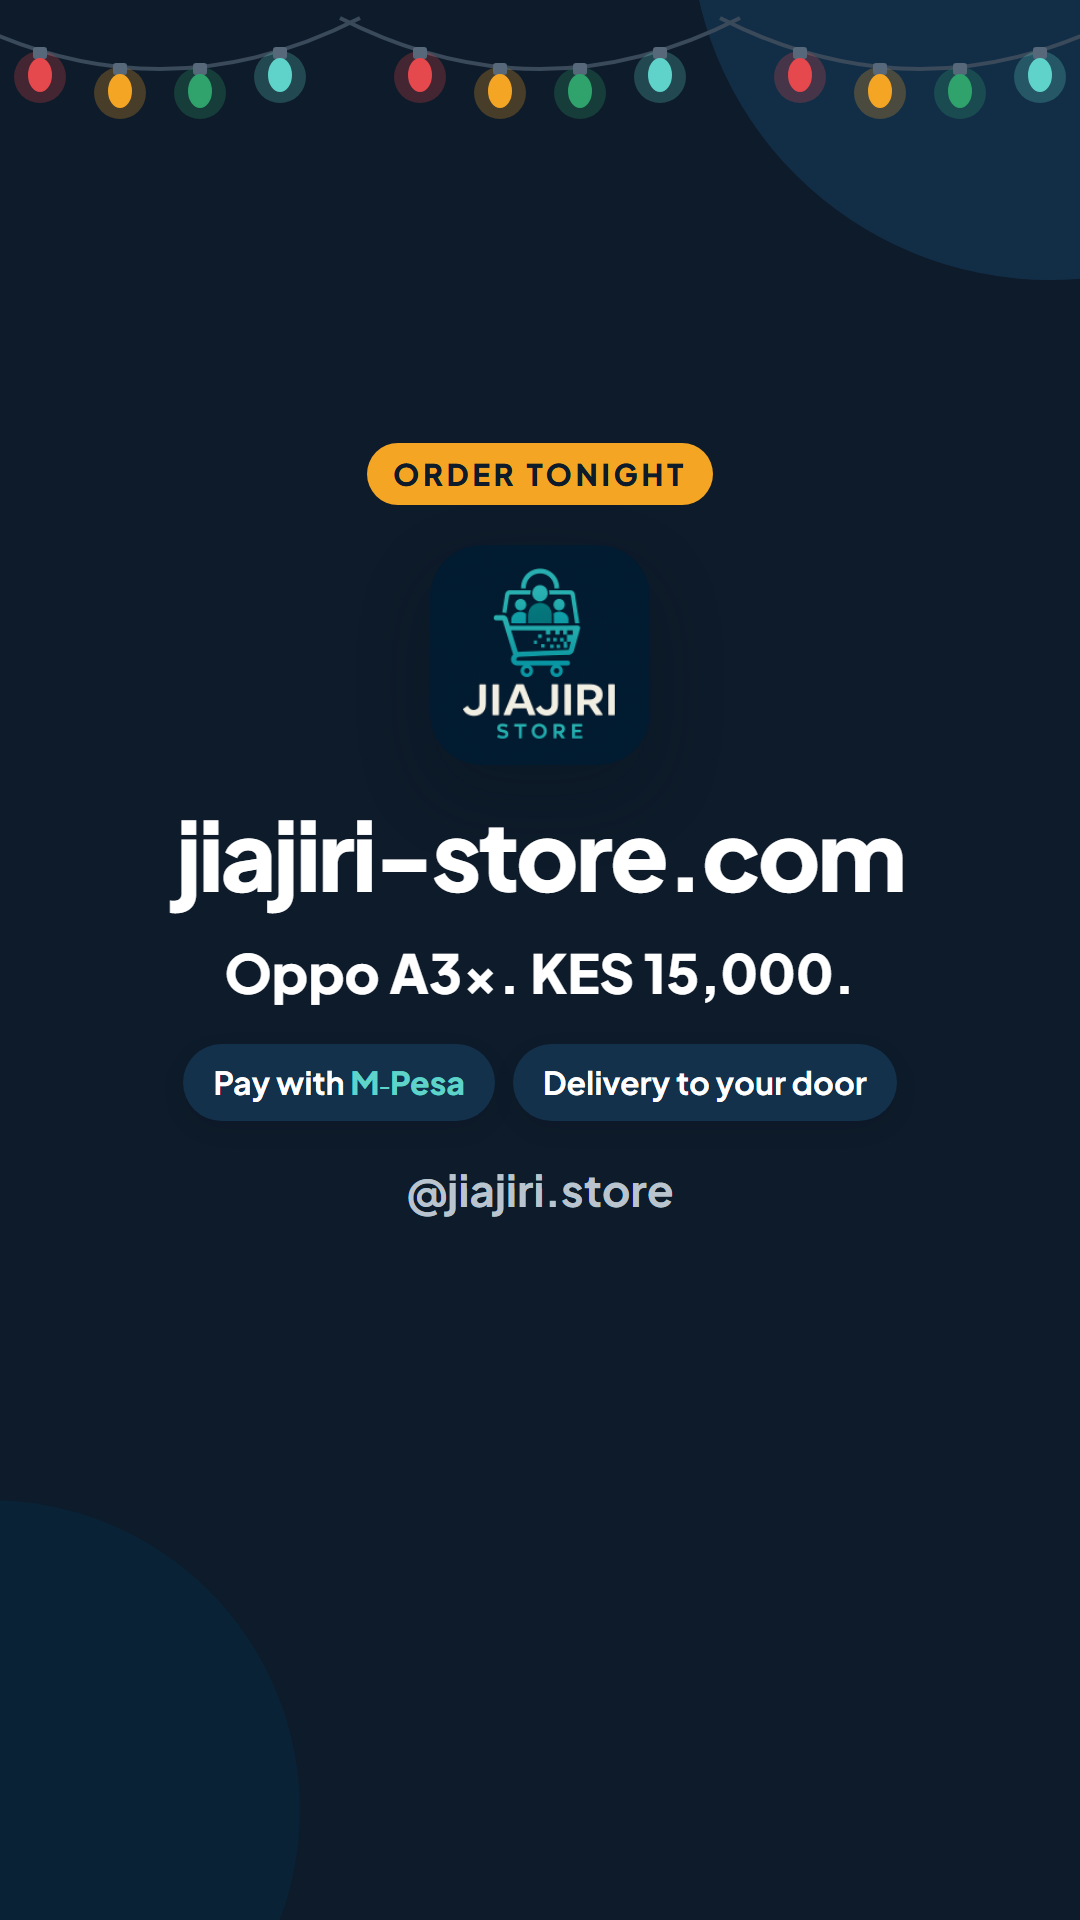 ORDER TONIGHT
JIAJIRI
STORE
jiajiri-store.com
Oppo A3×. KES 15,000.
Pay with M-Pesa
Delivery to your door
@jiajiri.store